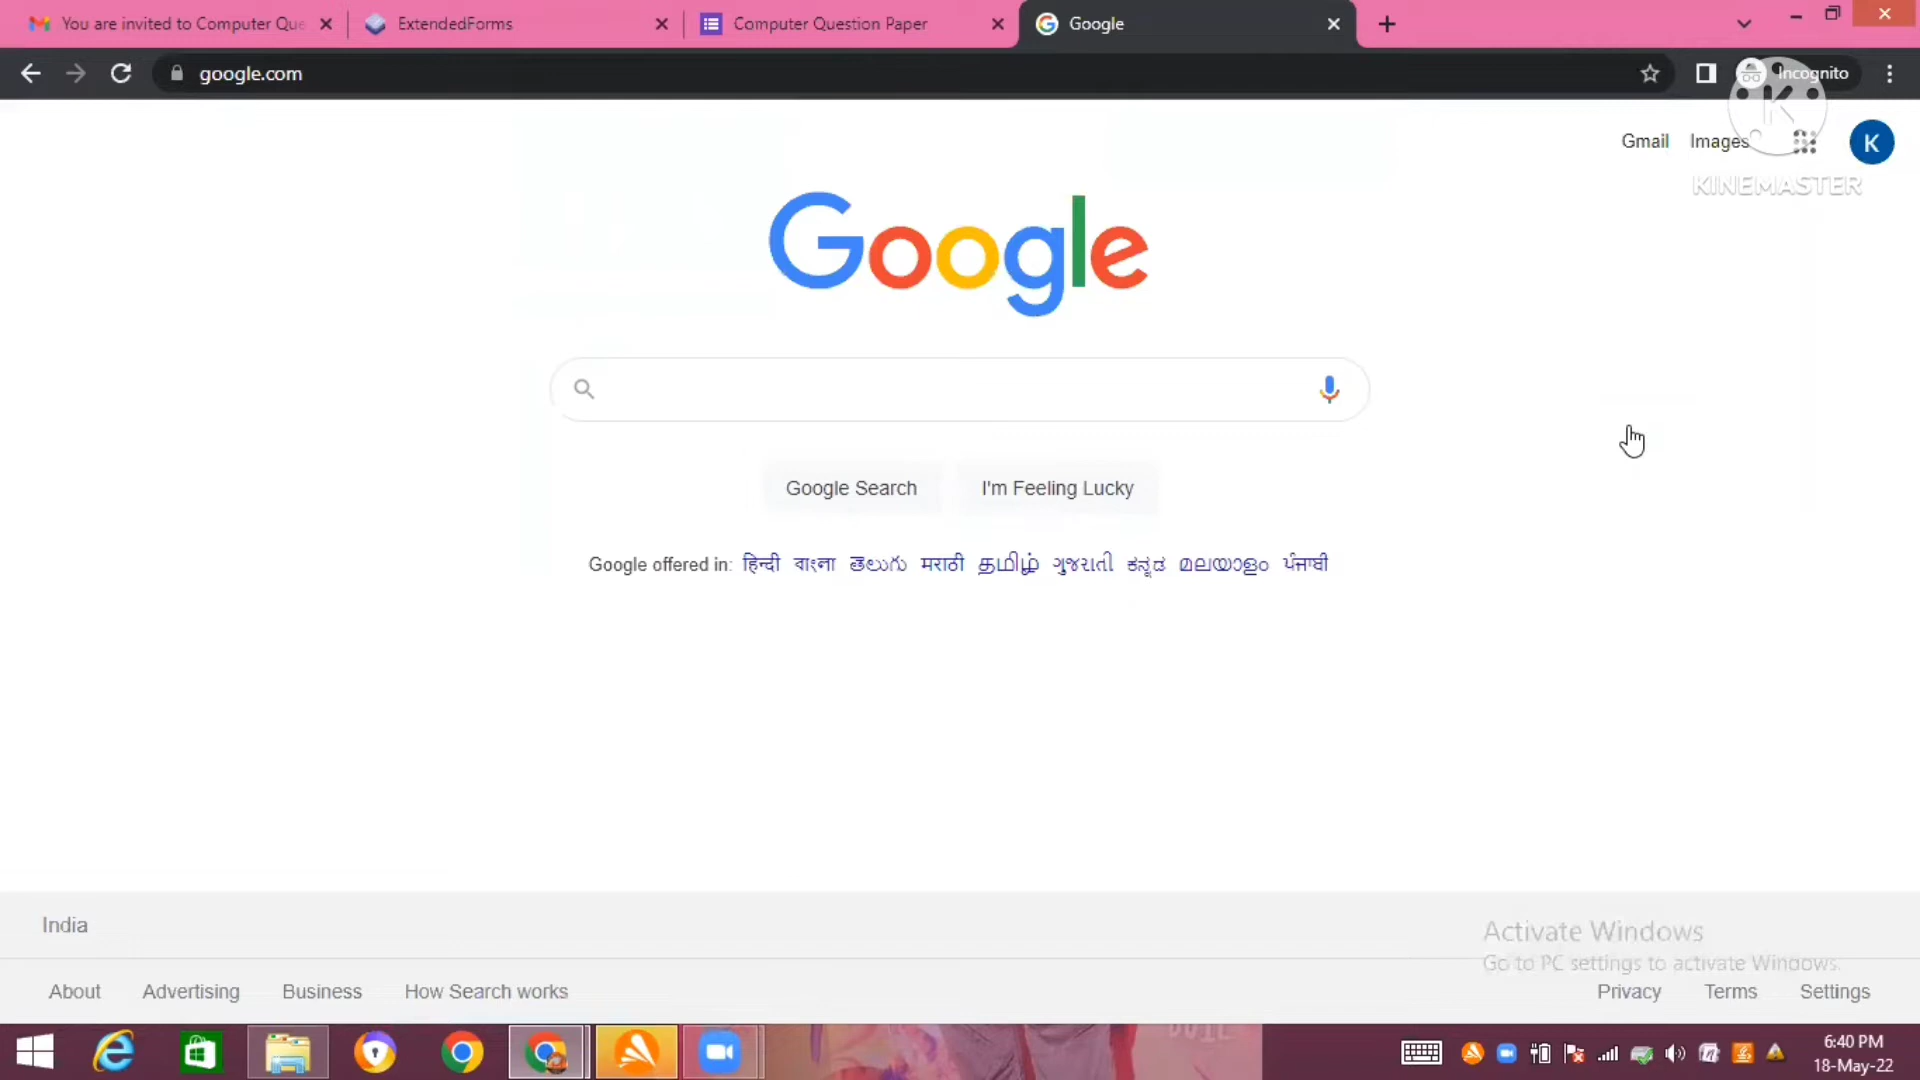 You are invited to Computer Que
ExtendedForms
Computer Question Paper
Google
google.com
Incognito
Gmail
Images
K
K
KINEMASTER
Google
Google Search
I'm Feeling Lucky
Google offered in: हिन्दी বাংলা తెలుగు मराठी தமிழ் ગુજરાતી ಕನ್ನಡ മലയാളം ਪੰਜਾਬੀ
India
Activate Windows
Go to PC settings to activate Windows.
About
Advertising
Business
How Search works
Privacy
Terms
Settings
6:40 PM
18-May-22